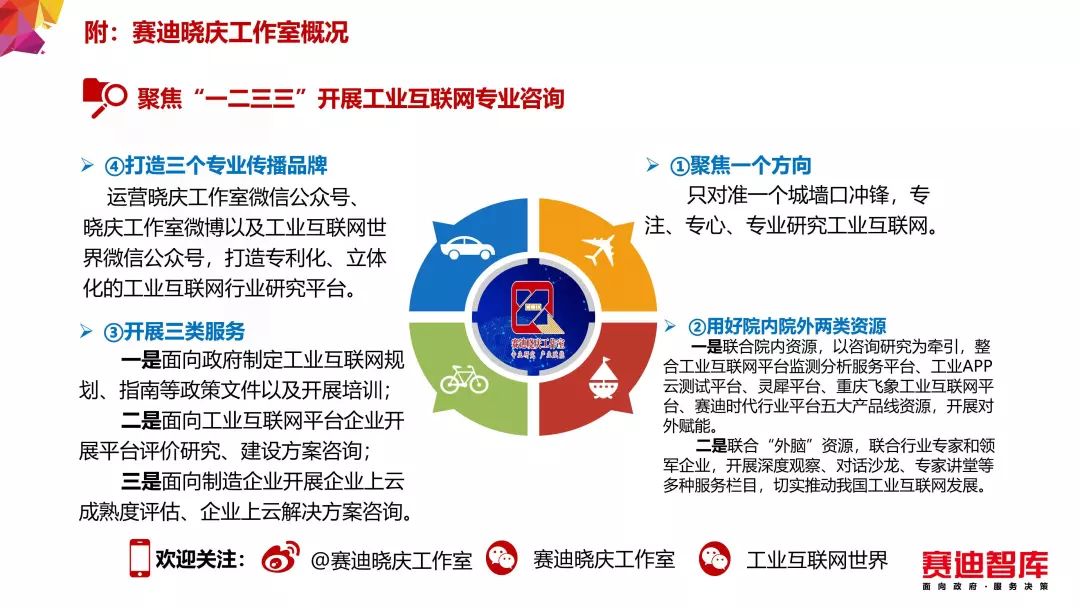 附：赛迪晓庆工作室概况
聚焦“一二三三”开展工业互联网专业咨询
④打造三个专业传播品牌
运营晓庆工作室微信公众号、
晓庆工作室微博以及工业互联网世
界微信公众号，打造专利化、立体
化的工业互联网行业研究平台。
③开展三类服务
一是面向政府制定工业互联网规
划、指南等政策文件以及开展培训；
二是面向工业互联网平台企业开
展平台评价研究、建设方案咨询；
三是面向制造企业开展企业上云
成熟度评估、企业上云解决方案咨询。
①聚焦一个方向
只对准一个城墙口冲锋，专
注、专心、专业研究工业互联网。
②用好院内院外两类资源
一是联合院内资源，以咨询研究为牵引，整
合工业互联网平台监测分析服务平台、工业APP
云测试平台、灵犀平台、重庆飞象工业互联网平
台、赛迪时代行业平台五大产品线资源，开展对
外赋能。
二是联合“外脑”资源，联合行业专家和领
军企业，开展深度观察、对话沙龙、专家讲堂等
多种服务栏目，切实推动我国工业互联网发展。
赛迪晓庆工作室
专业研究 产业赋能
欢迎关注：
@赛迪晓庆工作室
赛迪晓庆工作室
工业互联网世界
赛迪智库
面向政府·服务决策